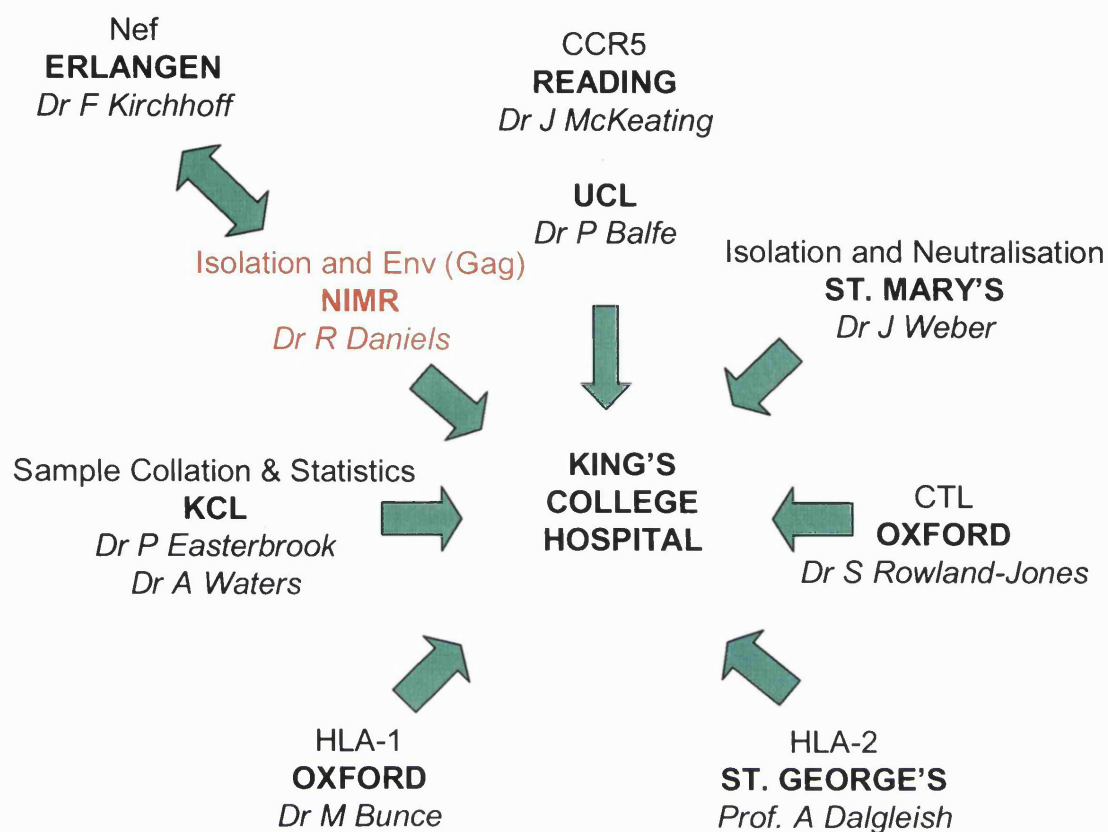 Nef
ERLANGEN
Dr F Kirchhoff
CCR5
READING
Dr J McKeating
UCL
Dr P Balfe
Isolation and Env (Gag)
NIMR
Dr R Daniels
Isolation and Neutralisation
ST. MARY'S
Dr J Weber
Sample Collation & Statistics
KCL
Dr P Easterbrook
Dr A Waters
KING'S
COLLEGE
HOSPITAL
CTL
OXFORD
Dr S Rowland-Jones
HLA-1
OXFORD
Dr M Bunce
HLA-2
ST. GEORGE'S
Prof. A Dalgleish